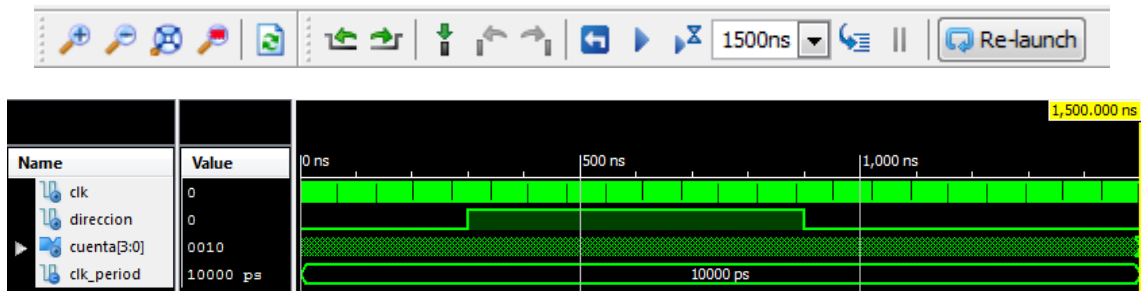 1500ns Re-launch
1,500.000 ns
Name Value 0 ns 500 ns 1,000 ns
clk 0
direccion 0
cuenta[3:0] 0010
clk_period 10000 ps 10000 ps